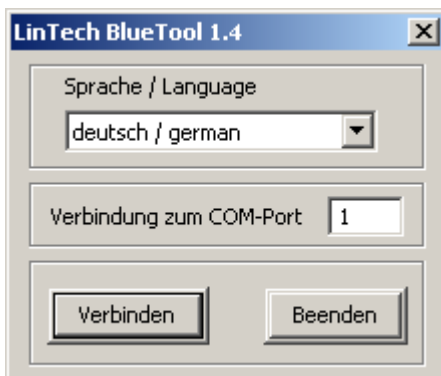 LinTech BlueTool 1.4
Sprache / Language
deutsch / german
Verbindung zum COM-Port 1
Verbinden Beenden